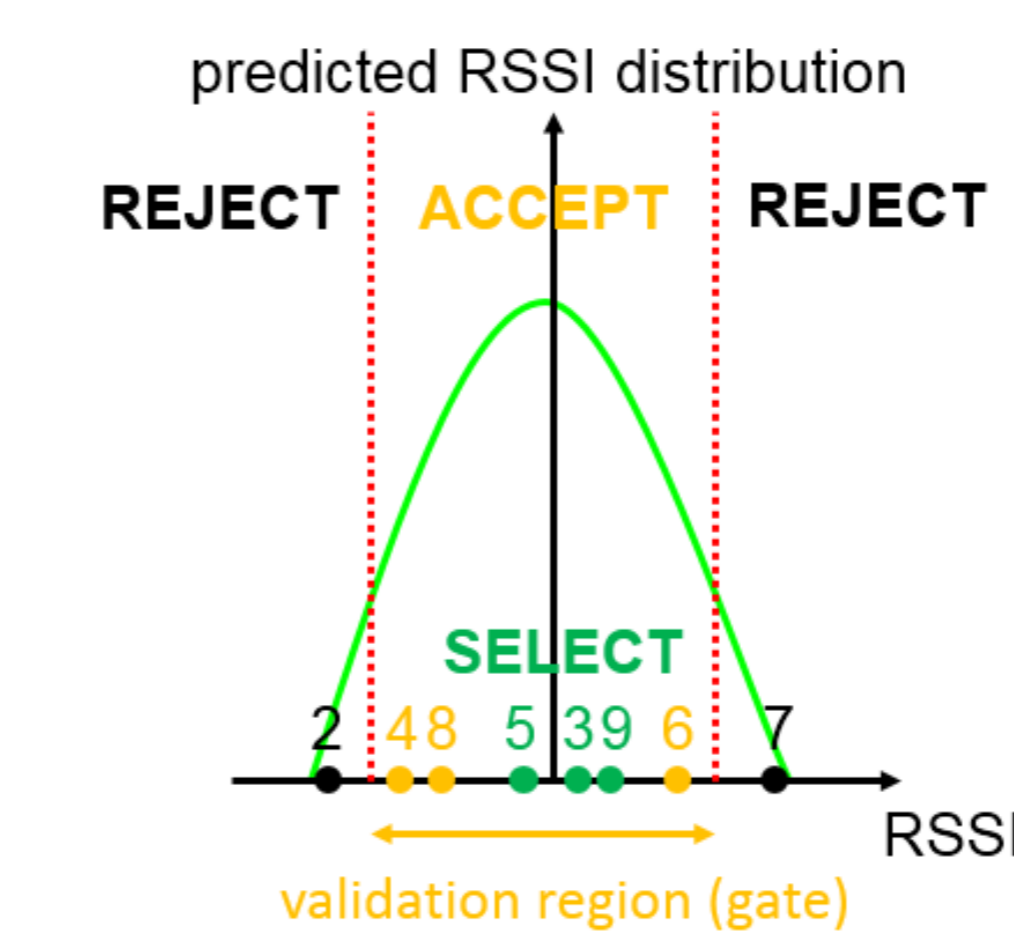 predicted RSSI distribution
REJECT ACCEPT REJECT
SELECT
2 4 8 5 3 9 6 7
RSSI
validation region (gate)